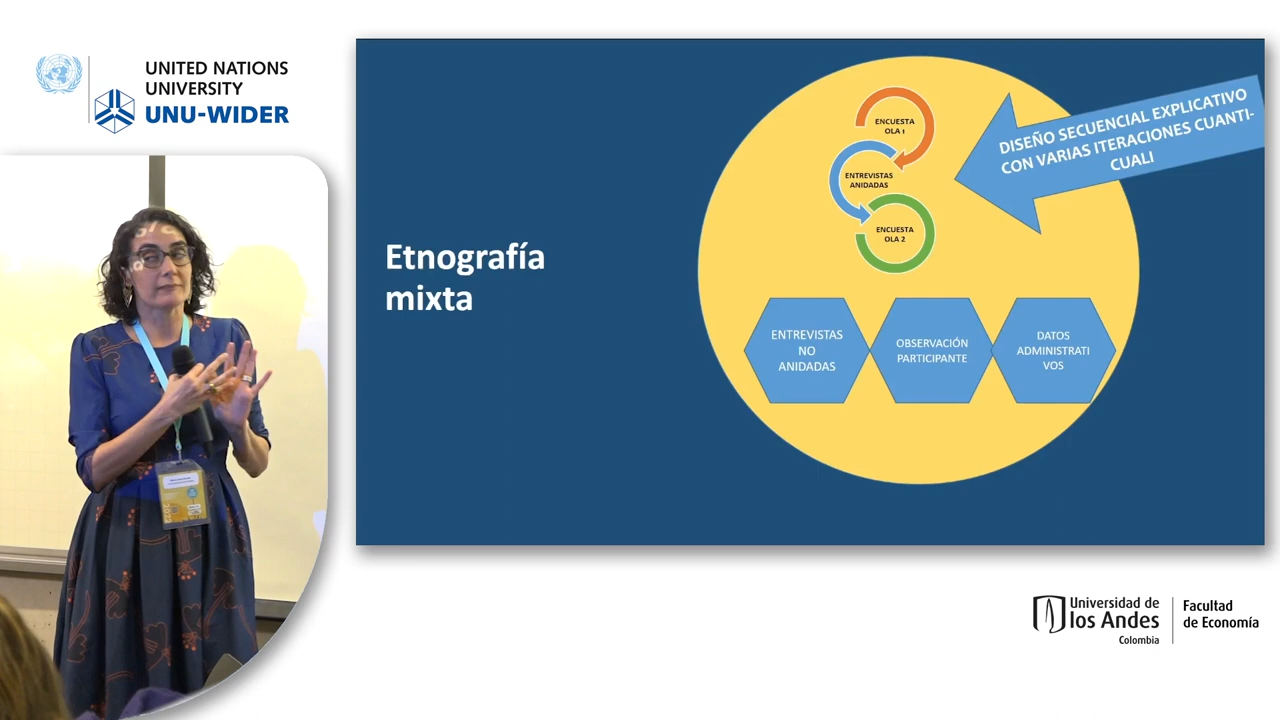 UNITED NATIONS
UNIVERSITY
UNU-WIDER
Etnografía
mixta
ENCUESTA
OLA 1
ENTREVISTAS
ANIDADAS
ENCUESTA
OLA 2
DISEÑO SECUENCIAL EXPLICATIVO
CON VARIAS ITERACIONES CUANTI-
CUALI
ENTREVISTAS
NO
ANIDADAS
OBSERVACIÓN
PARTICIPANTE
DATOS
ADMINISTRATI
VOS
Universidad de
los Andes
Colombia
Facultad
de Economía